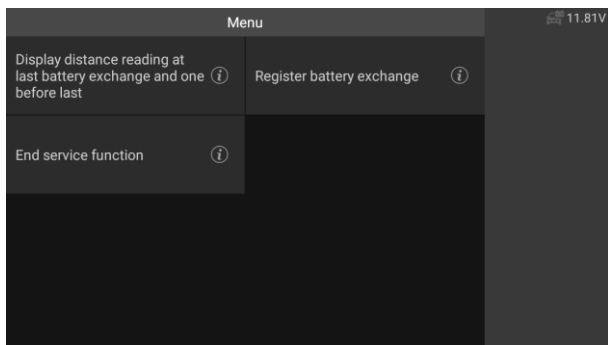 Menu
11.81V
Display distance reading at
last battery exchange and one
before last
Register battery exchange
End service function